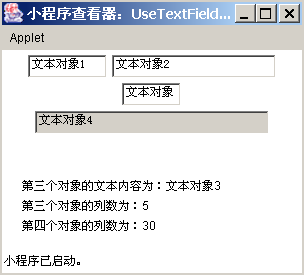 小程序查看器：UseTextField...
Applet
文本对象1 文本对象2
文本对象
文本对象4
第三个对象的文本内容为：文本对象3
第三个对象的列数为：5
第四个对象的列数为：30
小程序已启动。